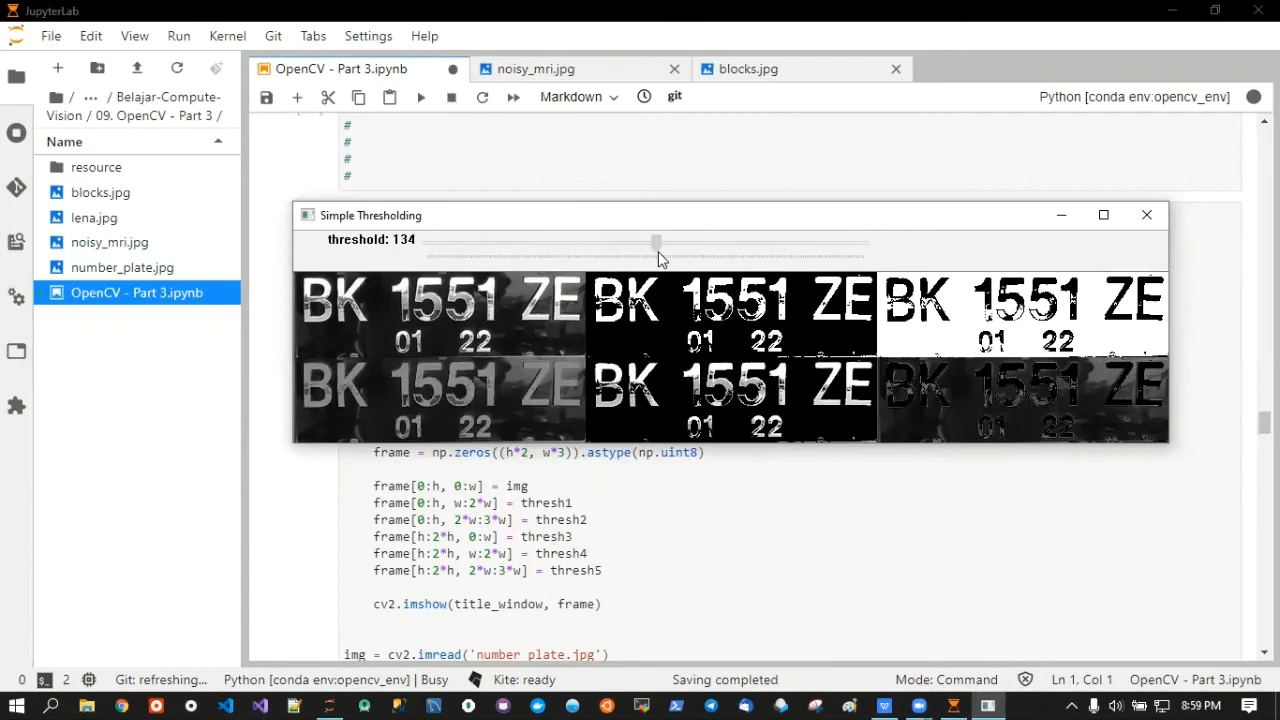 JupyterLab
File Edit View Run Kernel Git Tabs Settings Help
OpenCV - Part 3.ipynb
noisy_mri.jpg
blocks.jpg
/ ... / Belajar-Compute-
Vision / 09. OpenCV - Part 3 /
Markdown
git
Python [conda env:opencv_env]
Name
resource
blocks.jpg
lena.jpg
noisy_mri.jpg
number_plate.jpg
OpenCV - Part 3.ipynb
#
#
#
#
Simple Thresholding
threshold: 134
BK 1551 ZE BK 1551 ZE BK 1551 ZE
01 22 01 22 01 22
BK 1551 ZE BK 1551 ZE BK 1551 ZE
01 22 01 22 01 22
frame = np.zeros((h*2, w*3)).astype(np.uint8)
frame[0:h, 0:w] = img
frame[0:h, w:2*w] = thresh1
frame[0:h, 2*w:3*w] = thresh2
frame[h:2*h, 0:w] = thresh3
frame[h:2*h, w:2*w] = thresh4
frame[h:2*h, 2*w:3*w] = thresh5
cv2.imshow(title_window, frame)
img = cv2.imread('number_plate.jpg')
0 2 Git: refreshing... Python [conda env:opencv_env] | Busy Kite: ready Saving completed Mode: Command Ln 1, Col 1 OpenCV - Part 3.ipynb
8:59 PM